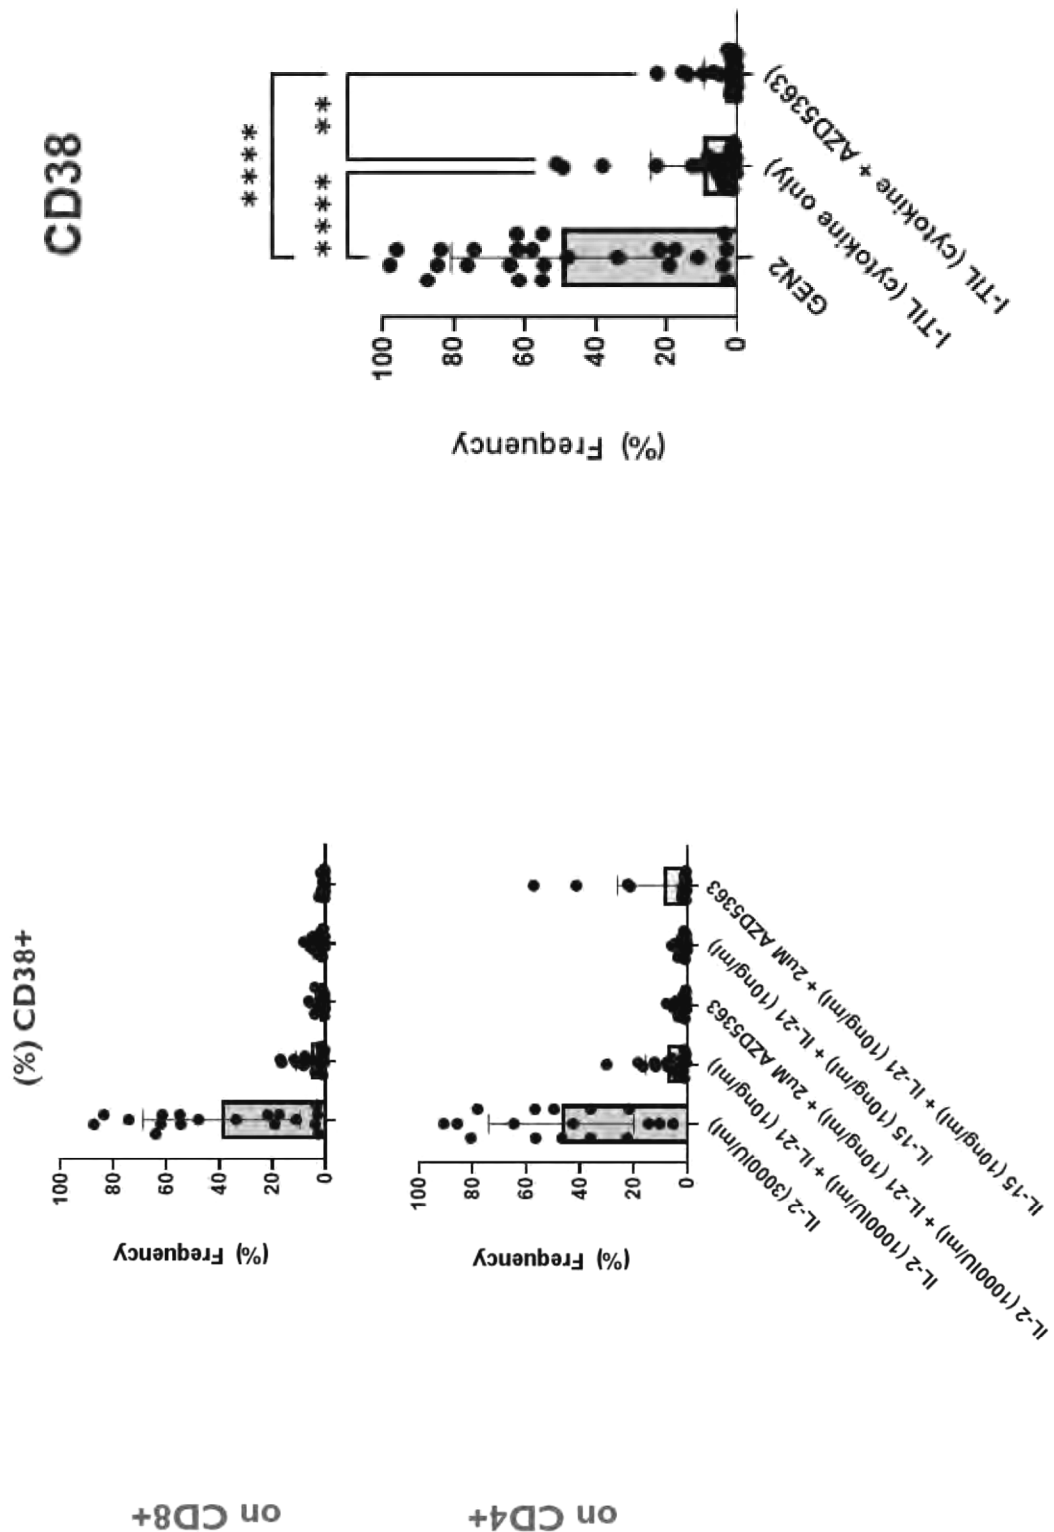 (%) CD38+
on CD8+
(%) Frequency
100
80
60
40
20
0
on CD4+
(%) Frequency
100
80
60
40
20
0
IL-2 (3000IU/ml)
IL-2 (1000IU/ml) + IL-21 (10ng/ml)
IL-2 (1000IU/ml) + IL-21 (10ng/ml) + 2uM AZD5363
IL-15 (10ng/ml) + IL-21 (10ng/ml)
IL-15 (10ng/ml) + IL-21 (10ng/ml) + 2uM AZD5363
CD38
****
**** **
(%) Frequency
100
80
60
40
20
0
GEN2
I-TIL (cytokine only)
I-TIL (cytokine + AZD5363)